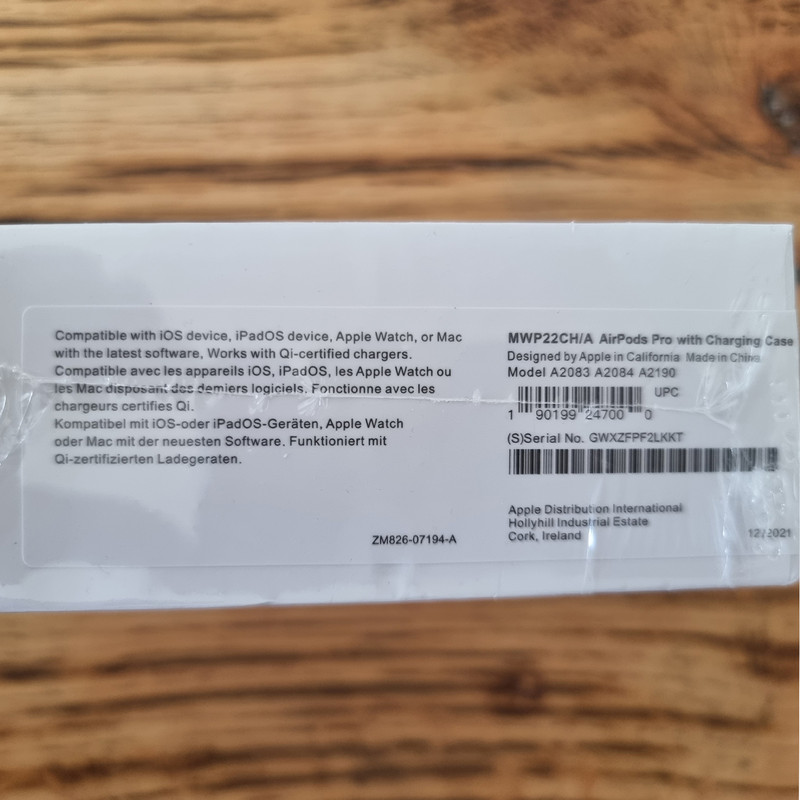 Compatible with iOS device, iPadOS device, Apple Watch, or Mac
with the latest software, Works with Qi-certified chargers.
Compatible avec les appareils iOS, iPadOS, les Apple Watch ou
les Mac disposant des demiers logiciels. Fonctionne avec les
chargeurs certifies Qi.
Kompatibel mit iOS-oder iPadOS-Geräten, Apple Watch
oder Mac mit der neuesten Software. Funktioniert mit
Qi-zertifizierten Ladegeraten.
ZM826-07194-A
MWP22CH/A AirPods Pro with Charging Case
Designed by Apple in California Made in China
Model A2083 A2084 A2190
UPC
1 90199 24700 0
(S)Serial No. GWXZFPF2LKKT
Apple Distribution International
Hollyhill Industrial Estate
Cork, Ireland
12/2021